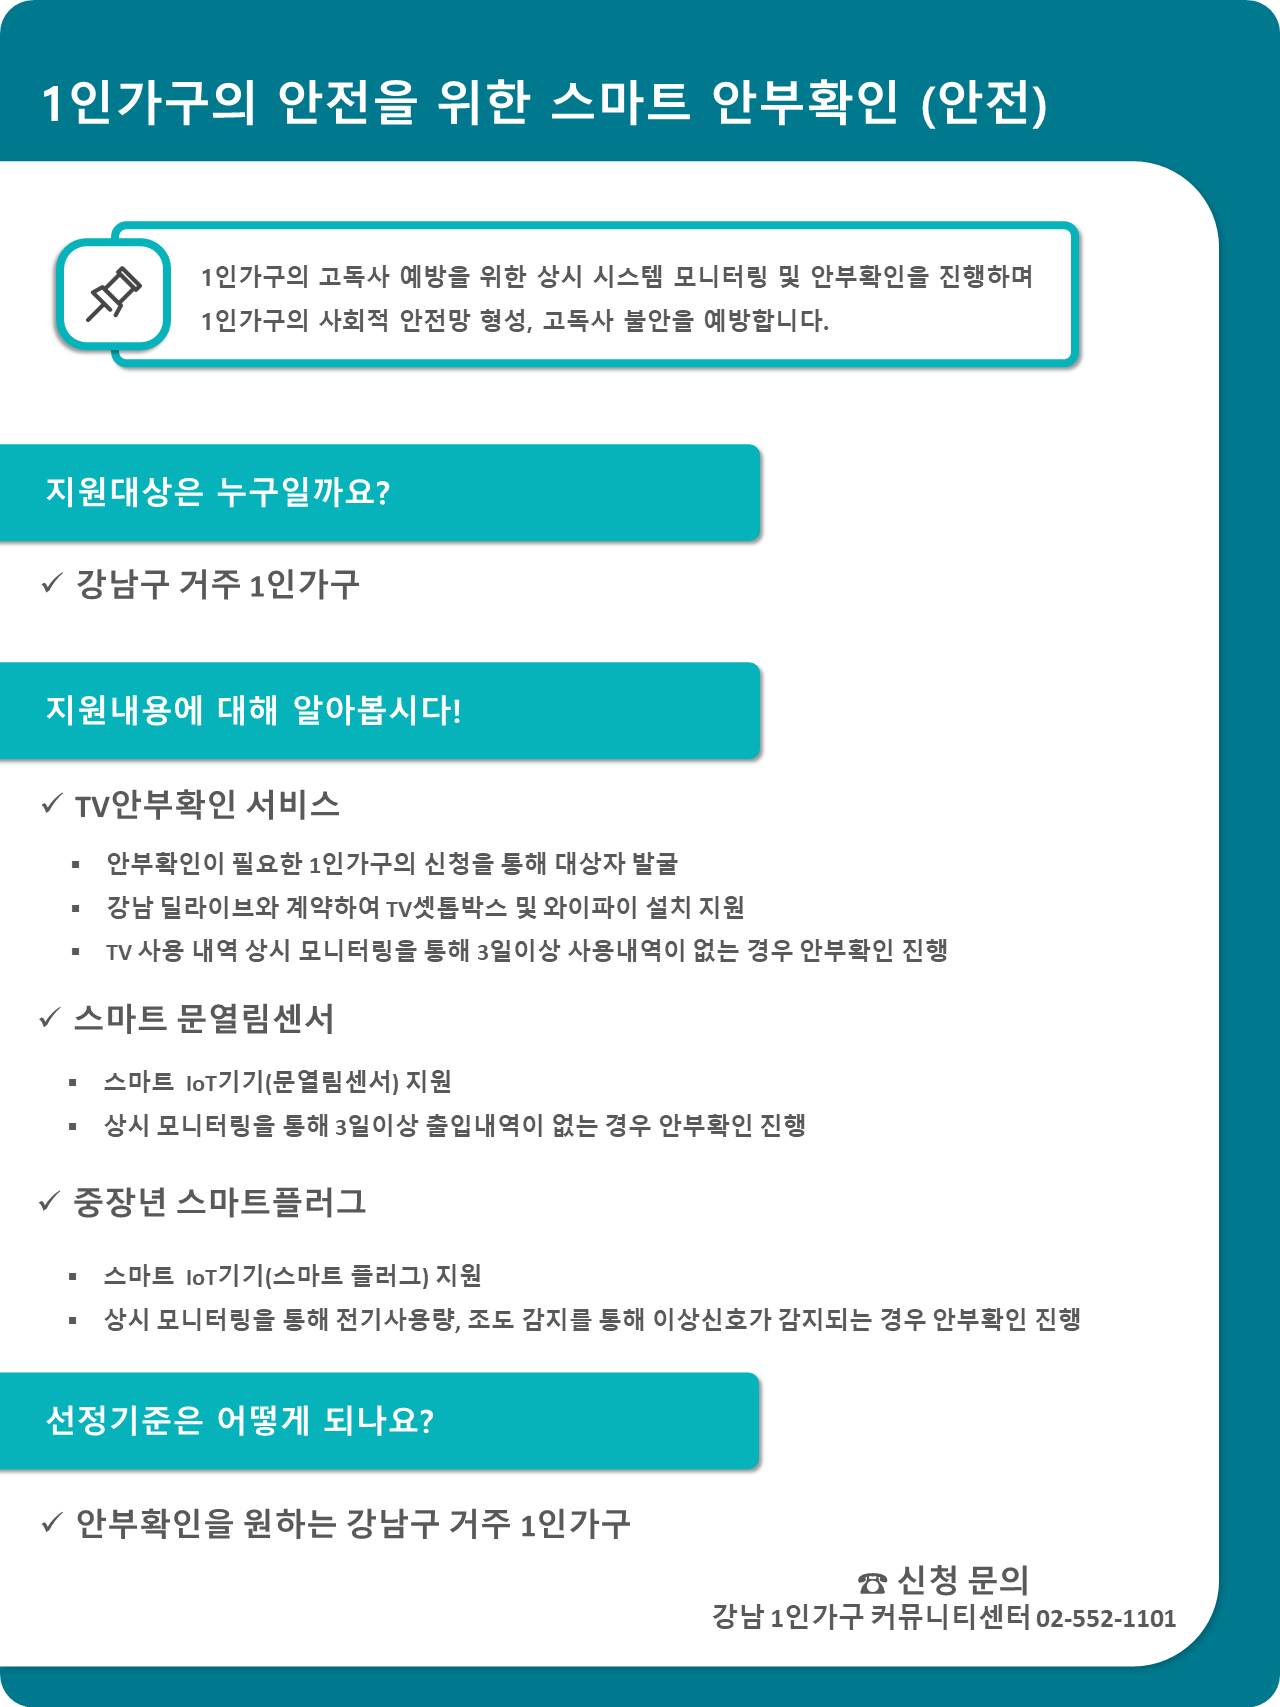 1인가구의 안전을 위한 스마트 안부확인 (안전)
1인가구의 고독사 예방을 위한 상시 시스템 모니터링 및 안부확인을 진행하며
1인가구의 사회적 안전망 형성, 고독사 불안을 예방합니다.
지원대상은 누구일까요?
✓ 강남구 거주 1인가구
지원내용에 대해 알아봅시다!
✓ TV안부확인 서비스
▪ 안부확인이 필요한 1인가구의 신청을 통해 대상자 발굴
▪ 강남 딜라이브와 계약하여 TV셋톱박스 및 와이파이 설치 지원
▪ TV 사용 내역 상시 모니터링을 통해 3일이상 사용내역이 없는 경우 안부확인 진행
✓ 스마트 문열림센서
▪ 스마트 IoT기기(문열림센서) 지원
▪ 상시 모니터링을 통해 3일이상 출입내역이 없는 경우 안부확인 진행
✓ 중장년 스마트플러그
▪ 스마트 IoT기기(스마트 플러그) 지원
▪ 상시 모니터링을 통해 전기사용량, 조도 감지를 통해 이상신호가 감지되는 경우 안부확인 진행
선정기준은 어떻게 되나요?
✓ 안부확인을 원하는 강남구 거주 1인가구
☎ 신청 문의
강남 1인가구 커뮤니티센터 02-552-1101